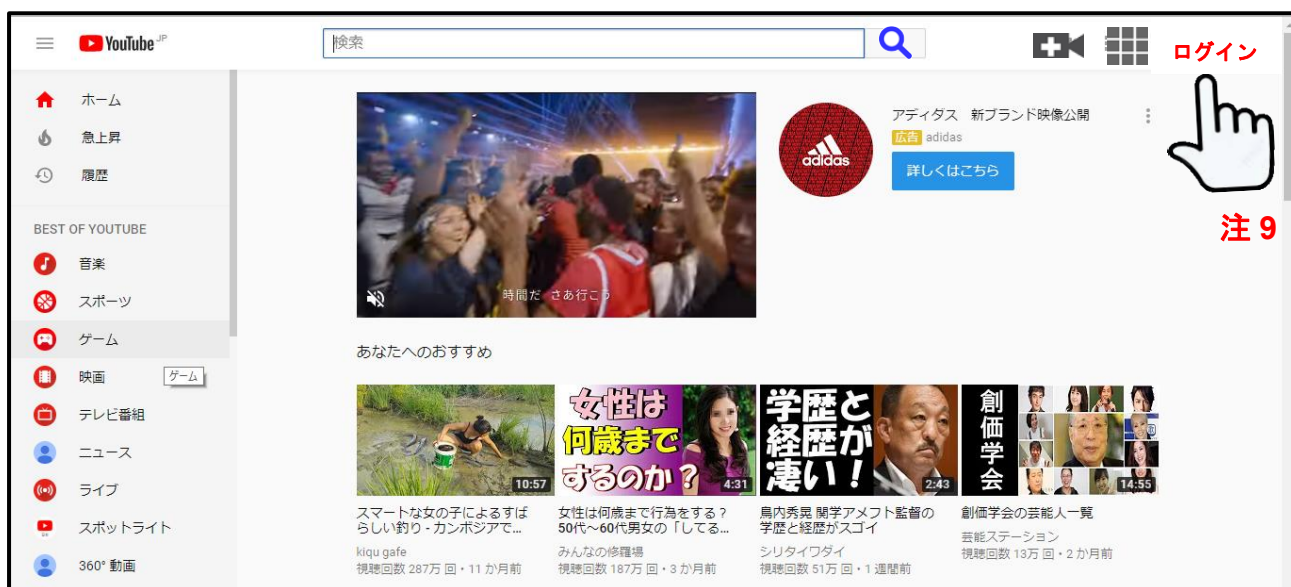 YouTube JP
検索
ログイン
注 9
ホーム
急上昇
履歴
BEST OF YOUTUBE
音楽
スポーツ
ゲーム
映画
ゲーム
テレビ番組
ニュース
ライブ
スポットライト
360° 動画
時間だ さあ行こう
adidas
アディダス 新ブランド映像公開
広告 adidas
詳しくはこちら
あなたへのおすすめ
10:57
スマートな女の子によるすば
らしい釣り - カンボジアで...
kiqu gafe
視聴回数 287万 回・11 か月前
女性は
何歳まで
するのか?
4:31
女性は何歳まで行為をする?
50代～60代男女の「してる...
みんなの修羅場
視聴回数 187万 回・3 か月前
学歴と
経歴が
凄い!
2:43
鳥内秀晃 関学アメフト監督の
学歴と経歴がスゴイ
シリタイワダイ
視聴回数 51万 回・1 週間前
創価学会
14:55
創価学会の芸能人一覧
芸能ステーション
視聴回数 13万 回・2 か月前